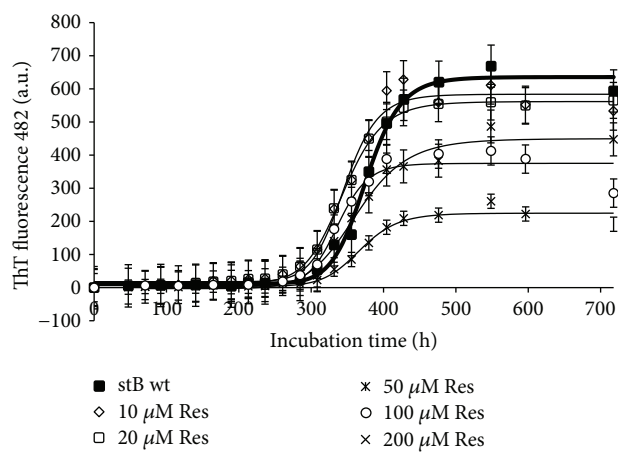 800
700
600
500
400
300
200
100
0
−100
ThT fluorescence 482 (a.u.)
0 100 200 300 400 500 600 700
Incubation time (h)
stB wt
10 μM Res
20 μM Res
50 μM Res
100 μM Res
200 μM Res